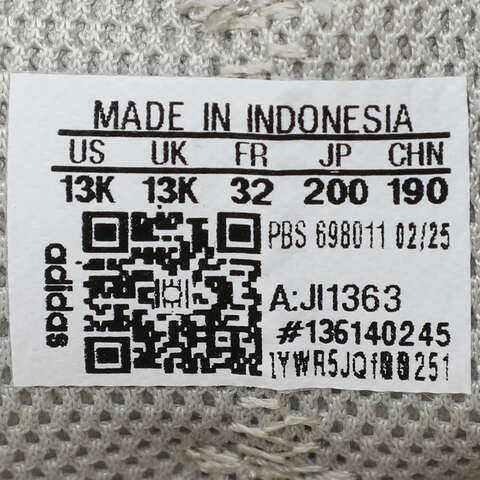 MADE IN INDONESIA
US UK FR JP CHN
13K 13K 32 200 190
adidas
PBS 698011 02/25
A:JI1363
#136140245